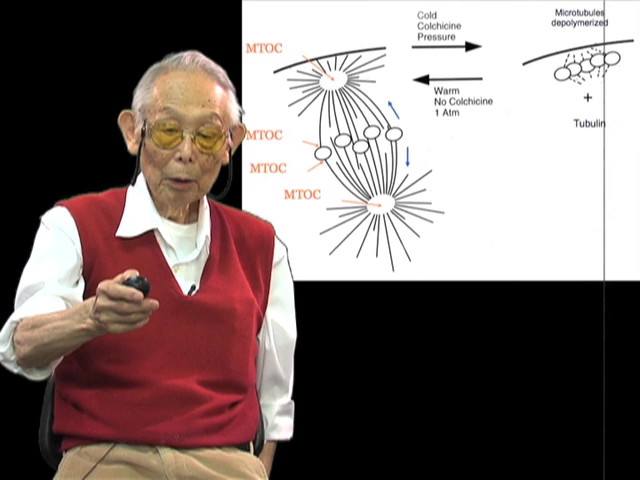 MTOC
Cold
Colchicine
Pressure
Microtubules
depolymerized
Warm
No Colchicine
1 Atm
+
Tubulin
MTOC
MTOC
MTOC